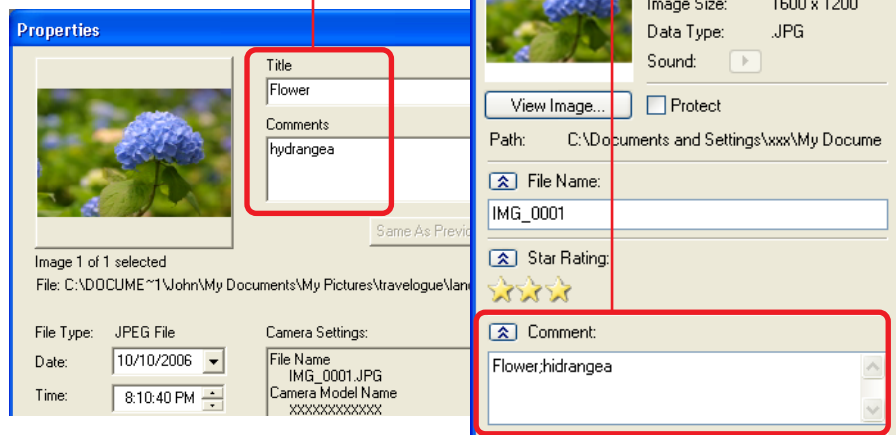 Properties
Title
Flower
Comments
hydrangea
Same As Previo
Image 1 of 1 selected
File: C:\DOCUME~1\John\My Documents\My Pictures\travelogue\lan
File Type: JPEG File
Date: 10/10/2006
Time: 8:10:40 PM
Camera Settings:
File Name
IMG_0001.JPG
Camera Model Name
XXXXXXXXXXXX
Image Size: 1600 x 1200
Data Type: .JPG
Sound:
View Image...
Protect
Path: C:\Documents and Settings\xxx\My Docume
File Name:
IMG_0001
Star Rating:
Comment:
Flower;hidrangea